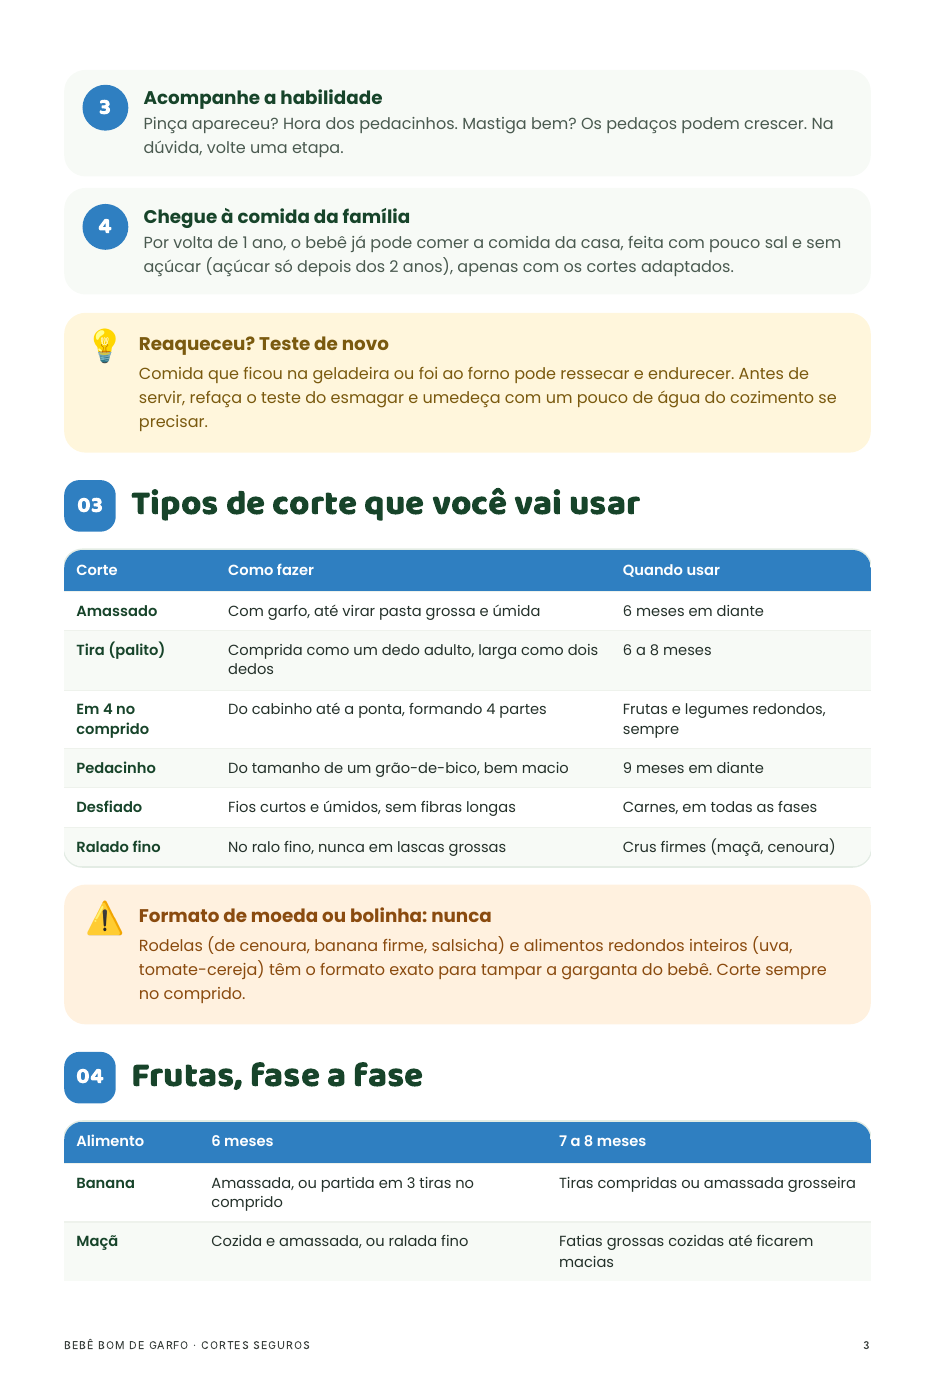 3
Acompanhe a habilidade
Pinça apareceu? Hora dos pedacinhos. Mastiga bem? Os pedaços podem crescer. Na
dúvida, volte uma etapa.
4
Chegue à comida da família
Por volta de 1 ano, o bebê já pode comer a comida da casa, feita com pouco sal e sem
açúcar (açúcar só depois dos 2 anos), apenas com os cortes adaptados.
Reaqueceu? Teste de novo
Comida que ficou na geladeira ou foi ao forno pode ressecar e endurecer. Antes de
servir, refaça o teste do esmagar e umedeça com um pouco de água do cozimento se
precisar.
03 Tipos de corte que você vai usar
Corte Como fazer Quando usar
Amassado Com garfo, até virar pasta grossa e úmida 6 meses em diante
Tira (palito) Comprida como um dedo adulto, larga como dois 6 a 8 meses
dedos
Em 4 no Do cabinho até a ponta, formando 4 partes Frutas e legumes redondos,
comprido sempre
Pedacinho Do tamanho de um grão-de-bico, bem macio 9 meses em diante
Desfiado Fios curtos e úmidos, sem fibras longas Carnes, em todas as fases
Ralado fino No ralo fino, nunca em lascas grossas Crus firmes (maçã, cenoura)
Formato de moeda ou bolinha: nunca
Rodelas (de cenoura, banana firme, salsicha) e alimentos redondos inteiros (uva,
tomate-cereja) têm o formato exato para tampar a garganta do bebê. Corte sempre
no comprido.
04 Frutas, fase a fase
Alimento 6 meses 7 a 8 meses
Banana Amassada, ou partida em 3 tiras no Tiras compridas ou amassada grosseira
comprido
Maçã Cozida e amassada, ou ralada fino Fatias grossas cozidas até ficarem
macias
BEBÊ BOM DE GARFO · CORTES SEGUROS 3